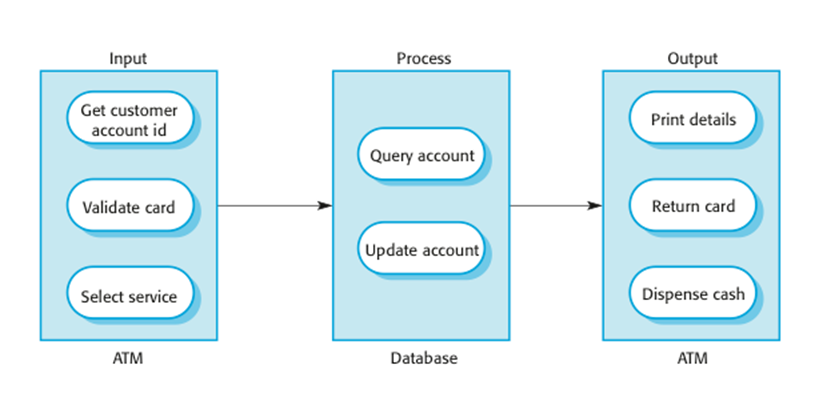 Input
Get customer
account id
Validate card
Select service
ATM
Process
Query account
Update account
Database
Output
Print details
Return card
Dispense cash
ATM